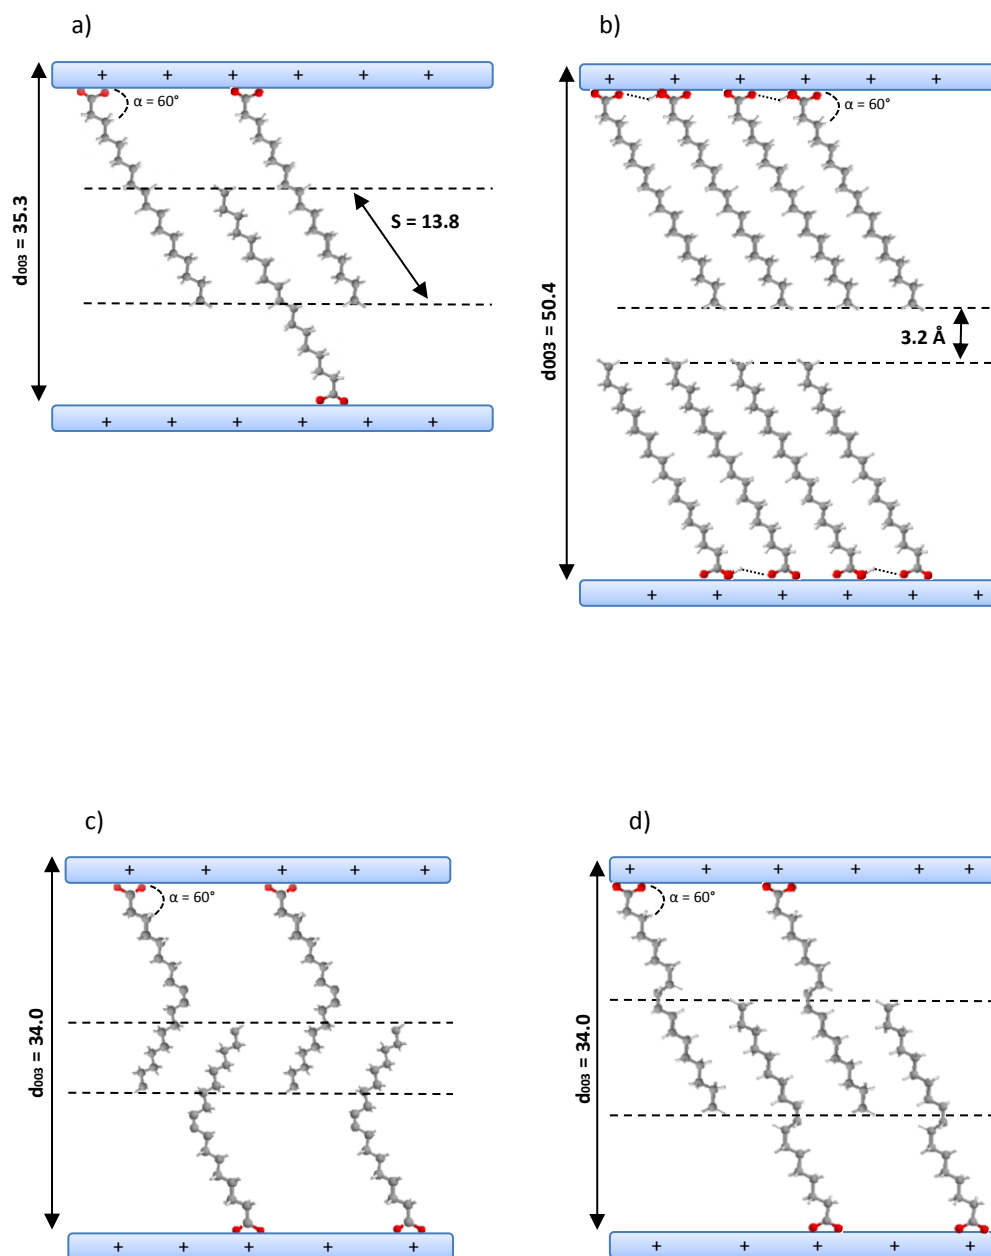 a)
+ + + + + +
α = 60°
S = 13.8
d003 = 35.3
+ + + + + +
b)
+ + + + + +
α = 60°
3.2 Å
d003 = 50.4
+ + + + + +
c)
+ + + + +
α = 60°
d003 = 34.0
+ + + + +
d)
+ + + + +
α = 60°
d003 = 34.0
+ + + + +